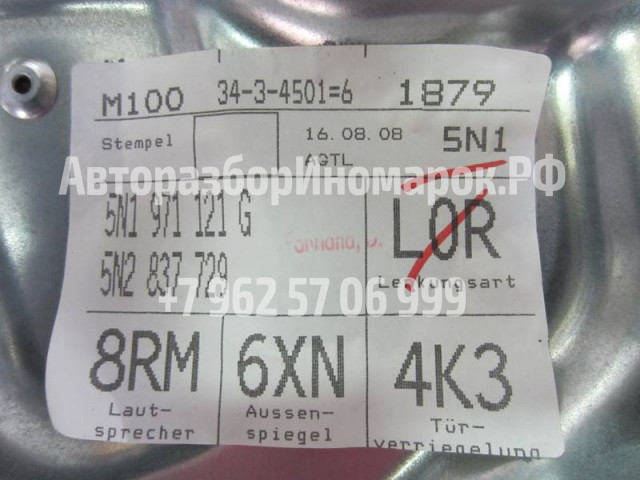 M100 34-3-4501=6 1879
Stempel 16.08.08 5N1
AGTL
АвторазборИномарок.РФ
5N1 971 121 G
5N2 837 729
L0R
Lenkungsart
+7 962 57 06 999
8RM 6XN 4K3
Laut-
sprecher
Aussen-
spiegel
Tür-
verriegelung